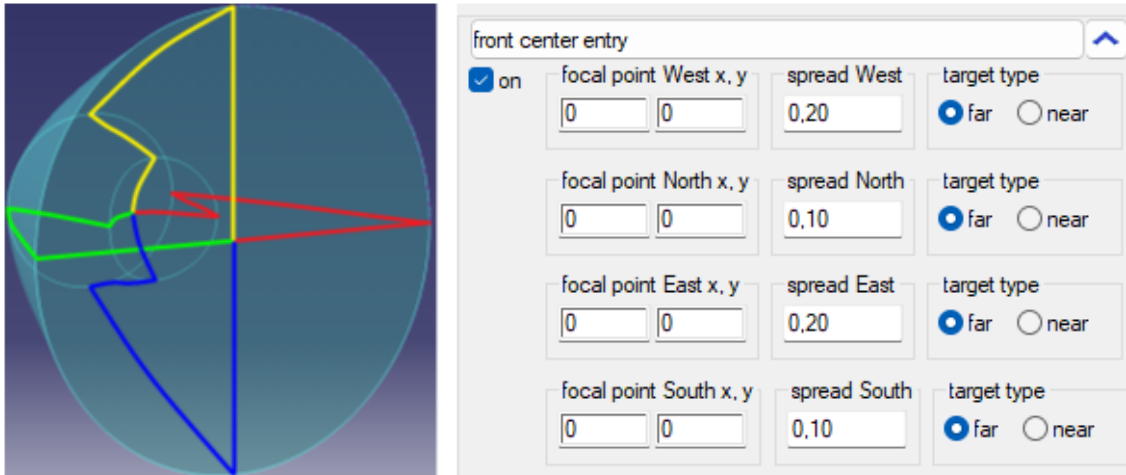 front center entry
on
focal point West x, y spread West target type
0 0 0,20 far near
focal point North x, y spread North target type
0 0 0,10 far near
focal point East x, y spread East target type
0 0 0,20 far near
focal point South x, y spread South target type
0 0 0,10 far near